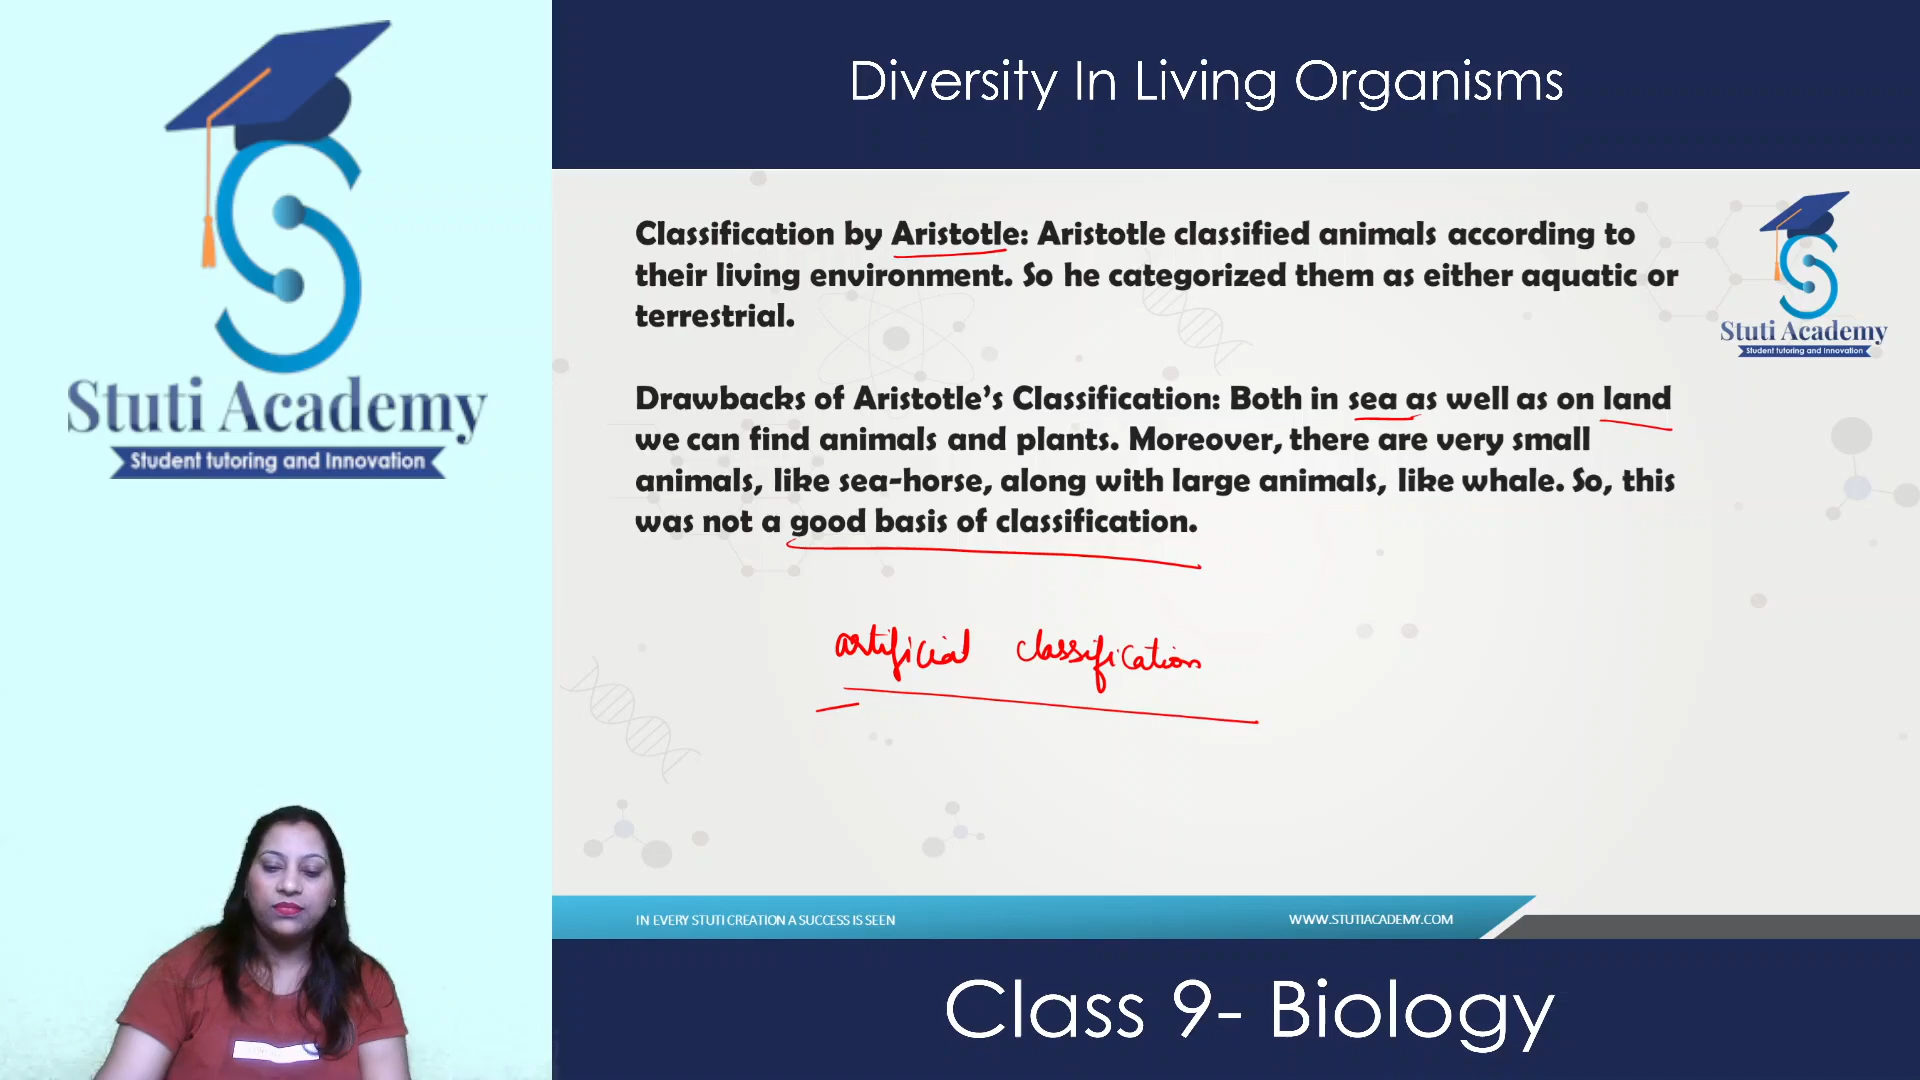 Stuti Academy
Student tutoring and Innovation
Diversity In Living Organisms
Classification by Aristotle: Aristotle classified animals according to
their living environment. So he categorized them as either aquatic or
terrestrial.
Stuti Academy
Student tutoring and Innovation
Drawbacks of Aristotle’s Classification: Both in sea as well as on land
we can find animals and plants. Moreover, there are very small
animals, like sea-horse, along with large animals, like whale. So, this
was not a good basis of classification.
artificial classification
IN EVERY STUTI CREATION A SUCCESS IS SEEN
WWW.STUTIACADEMY.COM
Class 9- Biology